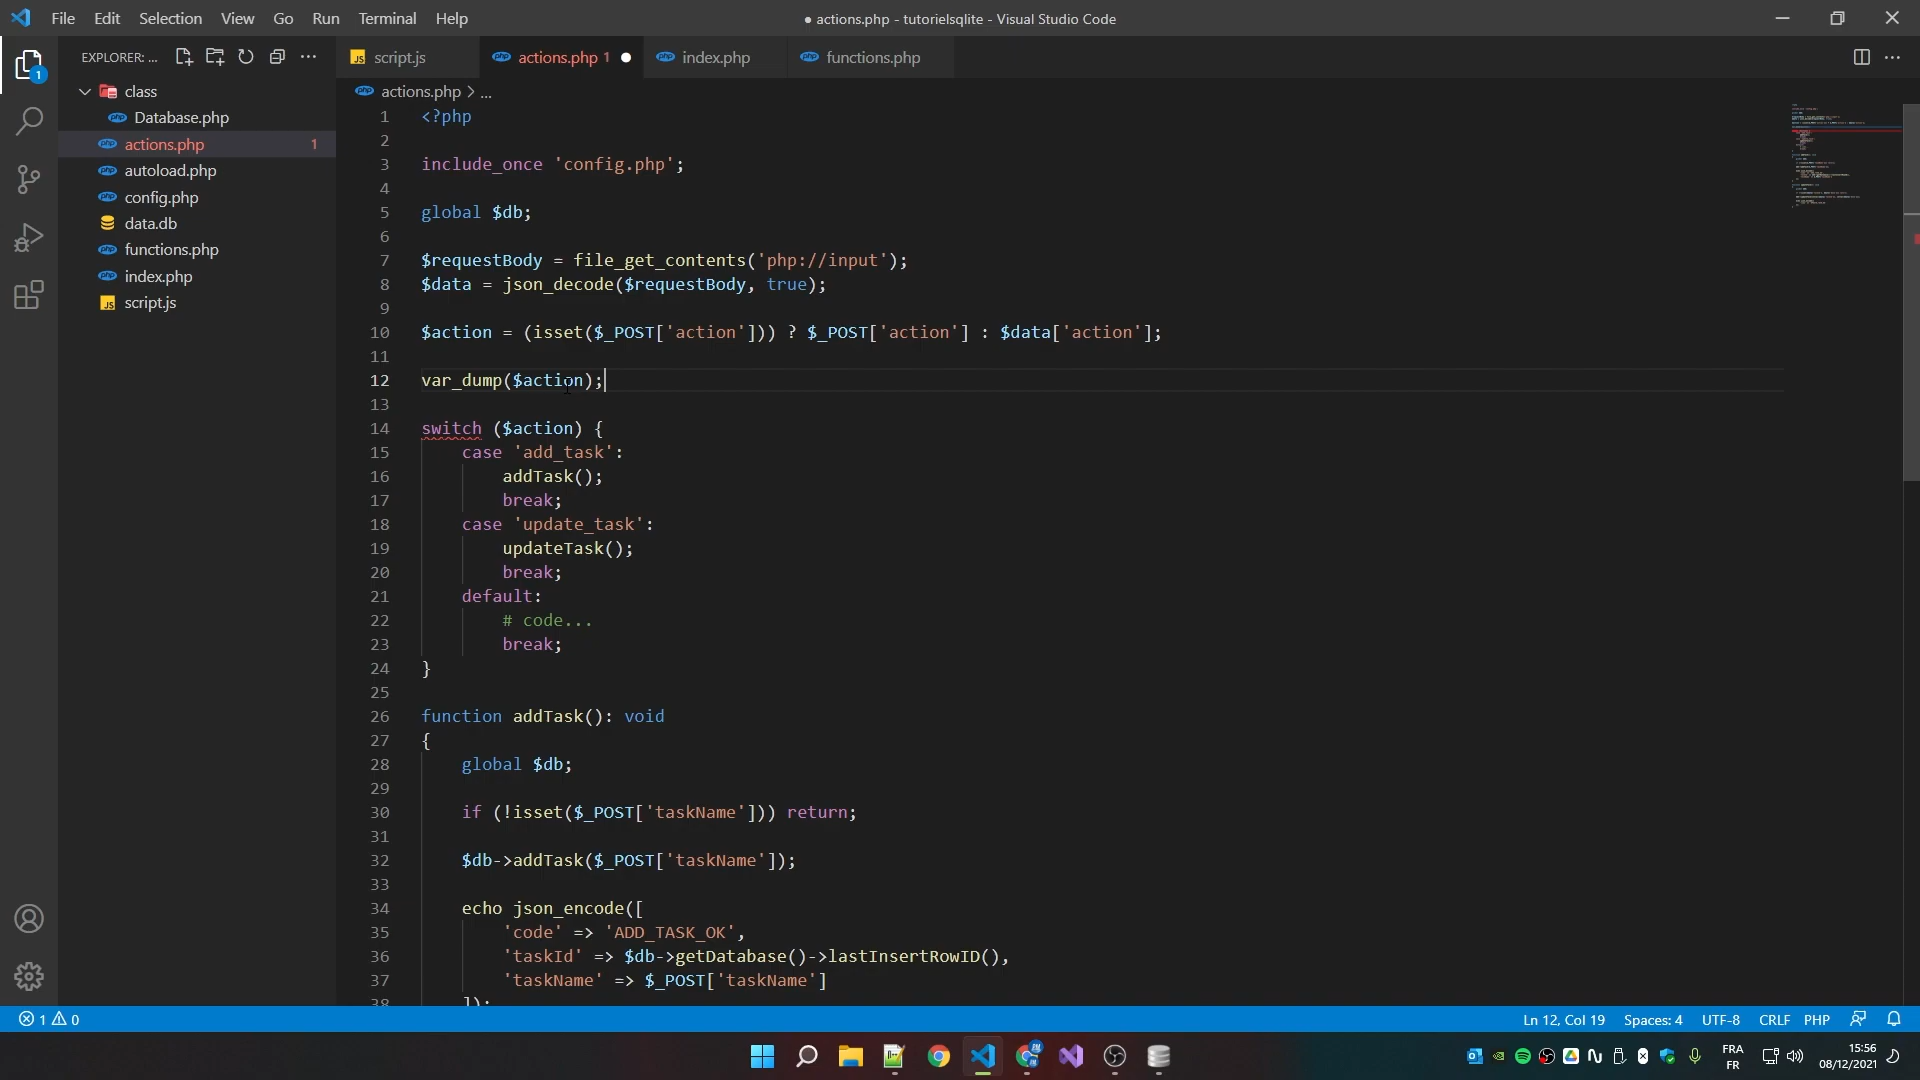 File Edit Selection View Go Run Terminal Help
● actions.php - tutorielsqlite - Visual Studio Code
EXPLORER: ...
script.js
actions.php 1
index.php
functions.php
class
Database.php
actions.php 1
autoload.php
config.php
data.db
functions.php
index.php
script.js
1
actions.php > ...
1 <?php
2
3 include_once 'config.php';
4
5 global $db;
6
7 $requestBody = file_get_contents('php://input');
8 $data = json_decode($requestBody, true);
9
10 $action = (isset($_POST['action'])) ? $_POST['action'] : $data['action'];
11
12 var_dump($action);
13
14 switch ($action) {
15 case 'add_task':
16 addTask();
17 break;
18 case 'update_task':
19 updateTask();
20 break;
21 default:
22 # code...
23 break;
24 }
25
26 function addTask(): void
27 {
28 global $db;
29
30 if (!isset($_POST['taskName'])) return;
31
32 $db->addTask($_POST['taskName']);
33
34 echo json_encode([
35 'code' => 'ADD_TASK_OK',
36 'taskId' => $db->getDatabase()->lastInsertRowID(),
37 'taskName' => $_POST['taskName']
38 ]);
1 0
Ln 12, Col 19 Spaces: 4 UTF-8 CRLF PHP
FRA
FR
15:56
08/12/2021